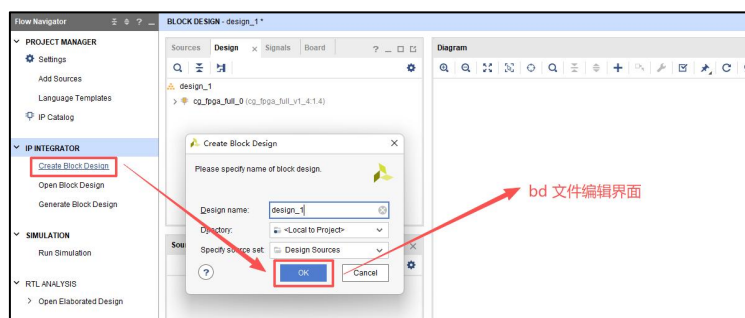 Flow Navigator
BLOCK DESIGN - design_1 *
PROJECT MANAGER
Settings
Add Sources
Language Templates
IP Catalog
IP INTEGRATOR
Create Block Design
Open Block Design
Generate Block Design
SIMULATION
Run Simulation
RTL ANALYSIS
Open Elaborated Design
Sources Design Signals Board
design_1
cg_fpga_full_0 (cg_fpga_full_v1_4:1.4)
Diagram
Create Block Design
Please specify name of block design.
Design name: design_1
Directory: <Local to Project>
Specify source set: Design Sources
OK Cancel
bd 文件编辑界面